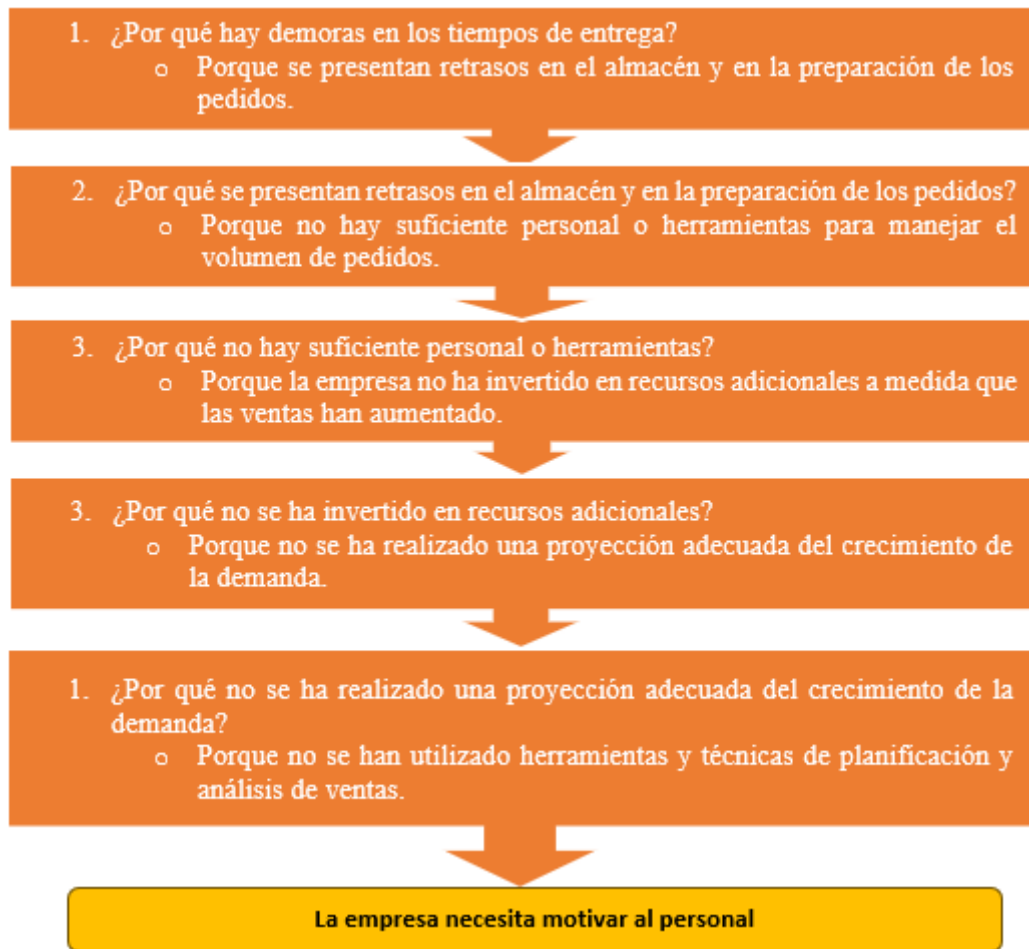 1. ¿Por qué hay demoras en los tiempos de entrega?
o Porque se presentan retrasos en el almacén y en la preparación de los
pedidos.
2. ¿Por qué se presentan retrasos en el almacén y en la preparación de los pedidos?
o Porque no hay suficiente personal o herramientas para manejar el
volumen de pedidos.
3. ¿Por qué no hay suficiente personal o herramientas?
o Porque la empresa no ha invertido en recursos adicionales a medida que
las ventas han aumentado.
3. ¿Por qué no se ha invertido en recursos adicionales?
o Porque no se ha realizado una proyección adecuada del crecimiento de
la demanda.
1. ¿Por qué no se ha realizado una proyección adecuada del crecimiento de la
demanda?
o Porque no se han utilizado herramientas y técnicas de planificación y
análisis de ventas.
La empresa necesita motivar al personal